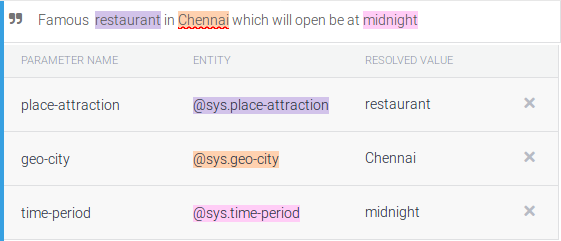 Famous restaurant in Chennai which will open be at midnight
PARAMETER NAME ENTITY RESOLVED VALUE
place-attraction @sys.place-attraction restaurant
geo-city @sys.geo-city Chennai
time-period @sys.time-period midnight